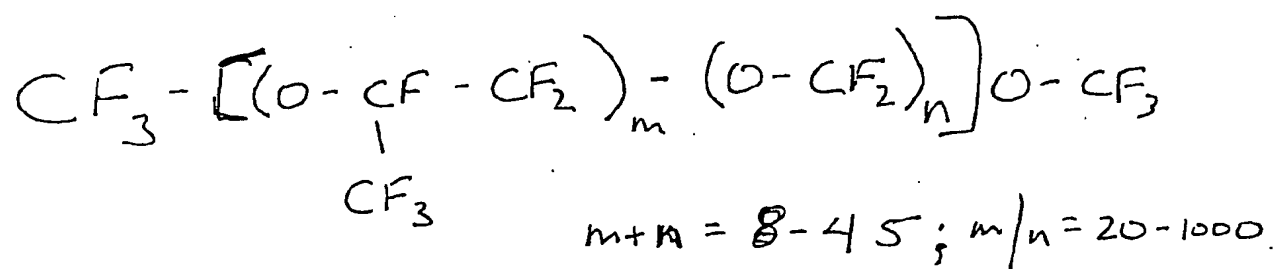 CF3-[(O-CF-CF2)m-(O-CF2)n]O-CF3
CF3
m+n = 8-45; m/n = 20-1000.